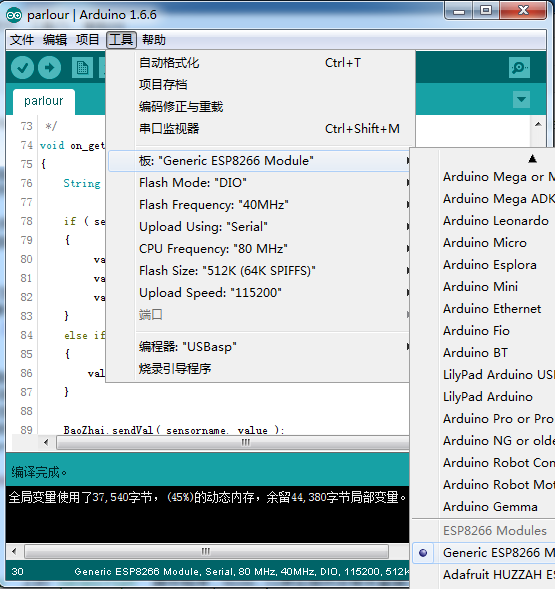 parlour | Arduino 1.6.6
文件 编辑 项目 工具 帮助
自动格式化 Ctrl+T
项目存档
编码修正与重载
串口监视器 Ctrl+Shift+M
板: "Generic ESP8266 Module"
Flash Mode: "DIO"
Flash Frequency: "40MHz"
Upload Using: "Serial"
CPU Frequency: "80 MHz"
Flash Size: "512K (64K SPIFFS)"
Upload Speed: "115200"
端口
编程器: "USBasp"
烧录引导程序
Arduino Mega or M
Arduino Mega ADK
Arduino Leonardo
Arduino Micro
Arduino Esplora
Arduino Mini
Arduino Ethernet
Arduino Fio
Arduino BT
LilyPad Arduino USB
LilyPad Arduino
Arduino Pro or Pro
Arduino NG or olde
Arduino Robot Con
Arduino Robot Mot
Arduino Gemma
ESP8266 Modules
Generic ESP8266 M
Adafruit HUZZAH ES
parlour
73 */
74 void on_get
75 {
76 String
77
78 if ( se
79 {
80 va
81 va
82 va
83 }
84 else if
85 {
86 val
87 }
88
89 BaoZhai.sendVal( sensorname, value );
编译完成。
全局变量使用了37,540字节，(45%)的动态内存，余留44,380字节局部变量。
30 Generic ESP8266 Module, Serial, 80 MHz, 40MHz, DIO, 115200, 512K